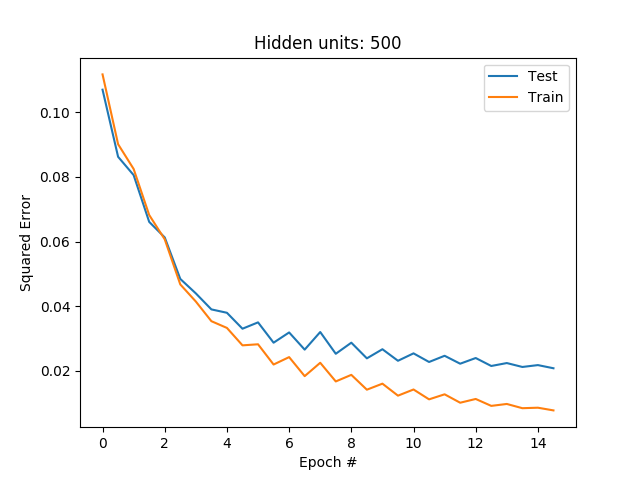 Hidden units: 500
Test
Train
0.10
0.08
0.06
0.04
0.02
Squared Error
0 2 4 6 8 10 12 14
Epoch #